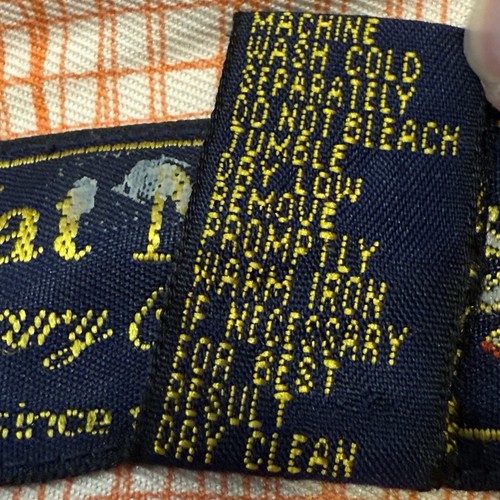 MACHINE
WASH COLD
SEPARATELY
DO NOT BLEACH
TUMBLE
DRY LOW
REMOVE
PROMPTLY
WARM IRON
IF NECESSARY
FOR BEST
RESULT
DRY CLEAN
since